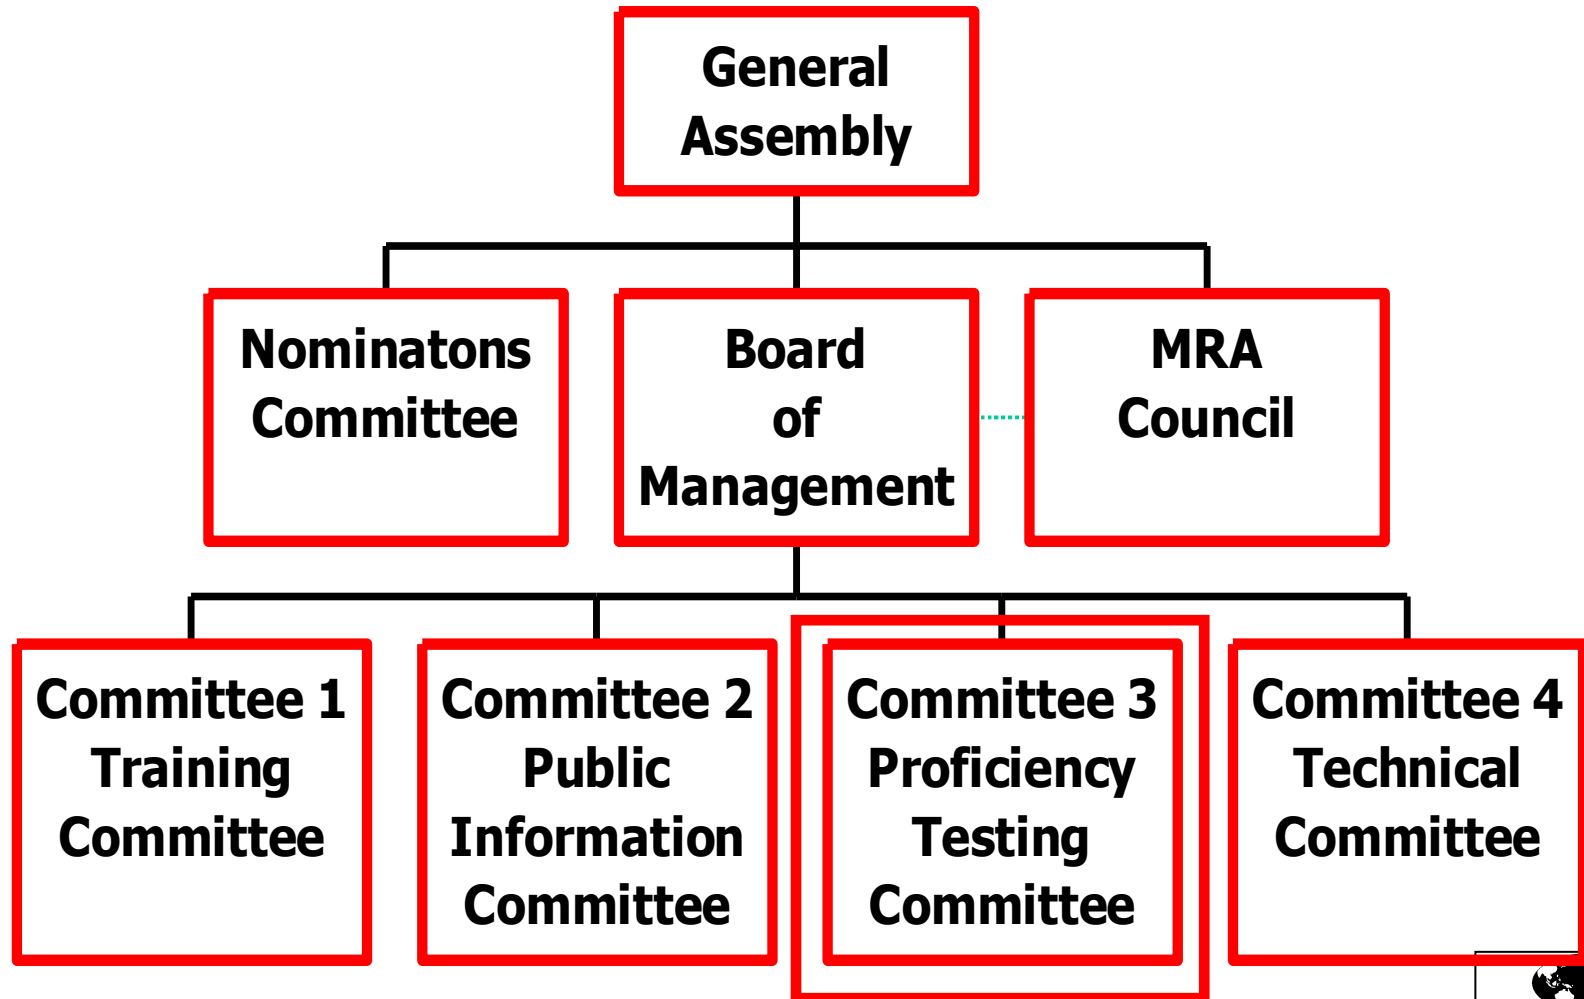 General
Assembly
Nominatons
Committee
Board
of
Management
MRA
Council
Committee 1
Training
Committee
Committee 2
Public
Information
Committee
Committee 3
Proficiency
Testing
Committee
Committee 4
Technical
Committee